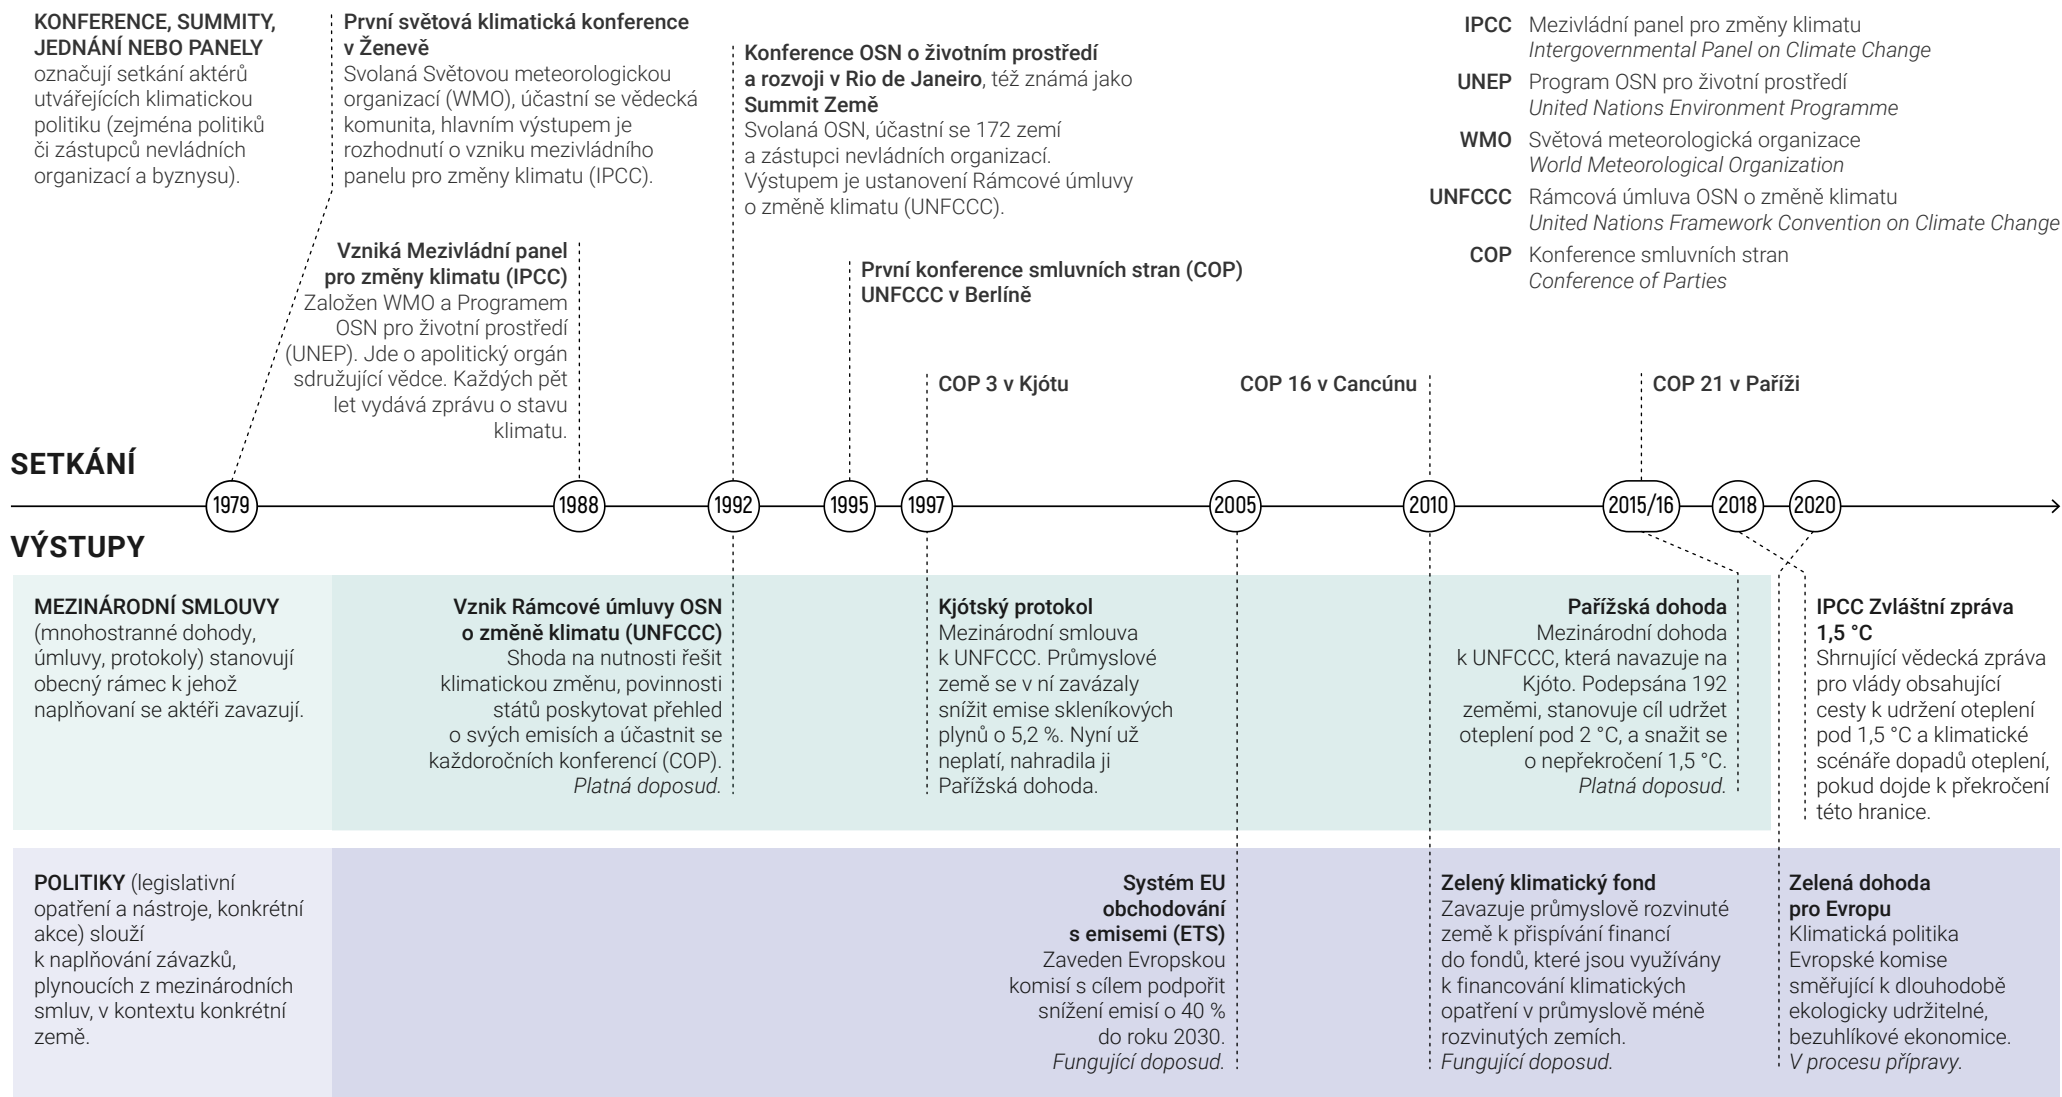 KONFERENCE, SUMMITY,
JEDNÁNÍ NEBO PANELY
označují setkání aktérů
utvářejících klimatickou
politiku (zejména politiků
či zástupců nevládních
organizací a byznysu).
První světová klimatická konference
v Ženevě
Svolaná Světovou meteorologickou
organizací (WMO), účastní se vědecká
komunita, hlavním výstupem je
rozhodnutí o vzniku mezivládního
panelu pro změny klimatu (IPCC).
Vzniká Mezivládní panel
pro změny klimatu (IPCC)
Založen WMO a Programem
OSN pro životní prostředí
(UNEP). Jde o apolitický orgán
sdružující vědce. Každých pět
let vydává zprávu o stavu
klimatu.
Konference OSN o životním prostředí
a rozvoji v Rio de Janeiro, též známá jako
Summit Země
Svolaná OSN, účastní se 172 zemí
a zástupci nevládních organizací.
Výstupem je ustanovení Rámcové úmluvy
o změně klimatu (UNFCCC).
První konference smluvních stran (COP)
UNFCCC v Berlíně
COP 3 v Kjótu
COP 16 v Cancúnu
COP 21 v Paříži
IPCC Mezivládní panel pro změny klimatu
Intergovernmental Panel on Climate Change
UNEP Program OSN pro životní prostředí
United Nations Environment Programme
WMO Světová meteorologická organizace
World Meteorological Organization
UNFCCC Rámcová úmluva OSN o změně klimatu
United Nations Framework Convention on Climate Change
COP Konference smluvních stran
Conference of Parties
SETKÁNÍ
1979 1988 1992 1995 1997 2005 2010 2015/16 2018 2020
VÝSTUPY
MEZINÁRODNÍ SMLOUVY
(mnohostranné dohody,
úmluvy, protokoly) stanovují
obecný rámec k jehož
naplňovaní se aktéři zavazují.
Vznik Rámcové úmluvy OSN
o změně klimatu (UNFCCC)
Shoda na nutnosti řešit
klimatickou změnu, povinnosti
států poskytovat přehled
o svých emisích a účastnit se
každoročních konferencí (COP).
Platná doposud.
Kjótský protokol
Mezinárodní smlouva
k UNFCCC. Průmyslové
země se v ní zavázaly
snížit emise skleníkových
plynů o 5,2 %. Nyní už
neplatí, nahradila ji
Pařížská dohoda.
Pařížská dohoda
Mezinárodní dohoda
k UNFCCC, která navazuje na
Kjóto. Podepsána 192
zeměmi, stanovuje cíl udržet
oteplení pod 2 °C, a snažit se
o nepřekročení 1,5 °C.
Platná doposud.
IPCC Zvláštní zpráva
1,5 °C
Shrnující vědecká zpráva
pro vlády obsahující
cesty k udržení oteplení
pod 1,5 °C a klimatické
scénáře dopadů oteplení,
pokud dojde k překročení
této hranice.
POLITIKY (legislativní
opatření a nástroje, konkrétní
akce) slouží
k naplňování závazků,
plynoucích z mezinárodních
smluv, v kontextu konkrétní
země.
Systém EU
obchodování
s emisemi (ETS)
Zaveden Evropskou
komisí s cílem podpořit
snížení emisí o 40 %
do roku 2030.
Fungující doposud.
Zelený klimatický fond
Zavazuje průmyslově rozvinuté
země k přispívání financí
do fondů, které jsou využívány
k financování klimatických
opatření v průmyslově méně
rozvinutých zemích.
Fungující doposud.
Zelená dohoda
pro Evropu
Klimatická politika
Evropské komise
směřující k dlouhodobě
ekologicky udržitelné,
bezuhlíkové ekonomice.
V procesu přípravy.